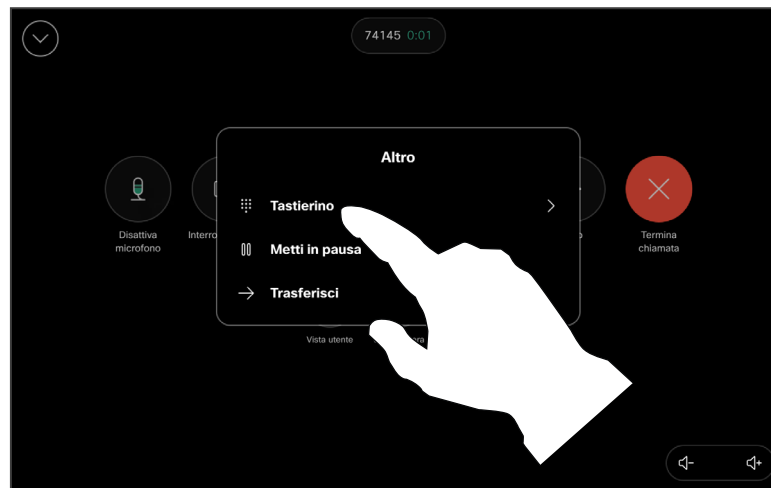 74145 0:01
Altro
Tastierino
Metti in pausa
Trasferisci
Disattiva
microfono
Termina
chiamata
Vista utente